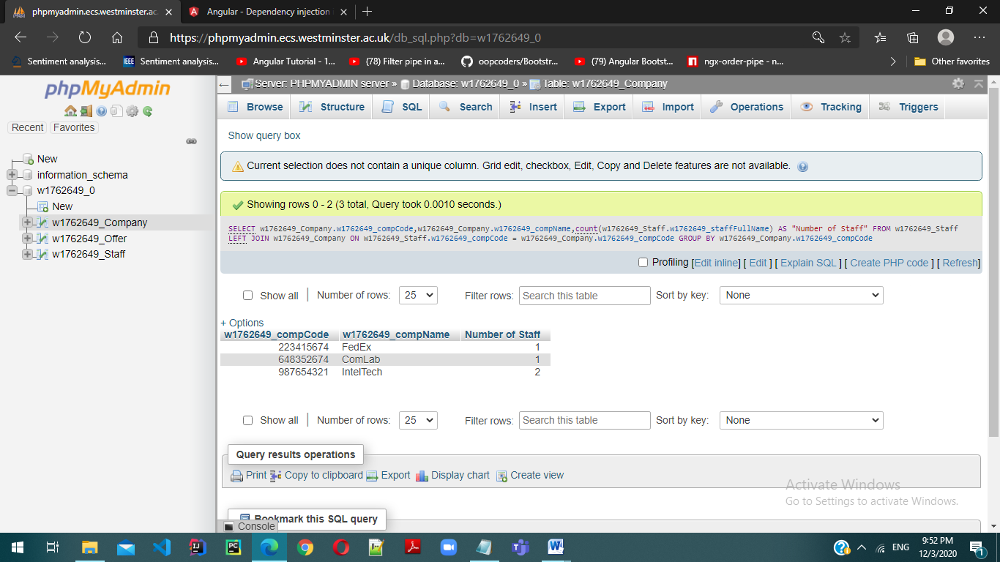 phpmyadmin.ecs.westminster.ac.
Angular - Dependency injection
https://phpmyadmin.ecs.westminster.ac.uk/db_sql.php?db=w1762649_0
Sentiment analysis...
IEEE Sentiment analysis...
Angular Tutorial - 1...
(78) Filter pipe in a...
oopcoders/Bootstr...
(79) Angular Bootst...
ngx-order-pipe - n...
Other favorites
phpMyAdmin
Recent Favorites
New
information_schema
w1762649_0
New
w1762649_Company
w1762649_Offer
w1762649_Staff
Server: PHPMYADMIN server » Database: w1762649_0 » Table: w1762649_Company
Browse Structure SQL Search Insert Export Import Operations Tracking Triggers
Show query box
Current selection does not contain a unique column. Grid edit, checkbox, Edit, Copy and Delete features are not available.
Showing rows 0 - 2 (3 total, Query took 0.0010 seconds.)
SELECT w1762649_Company.w1762649_compCode,w1762649_Company.w1762649_compName,count(w1762649_Staff.w1762649_staffFullName) AS "Number of Staff" FROM w1762649_Staff
LEFT JOIN w1762649_Company ON w1762649_Staff.w1762649_compCode = w1762649_Company.w1762649_compCode GROUP BY w1762649_Company.w1762649_compCode
Profiling [Edit inline] [ Edit ] [ Explain SQL ] [ Create PHP code ] [ Refresh]
Show all Number of rows: 25 Filter rows: Search this table Sort by key: None
+ Options
w1762649_compCode w1762649_compName Number of Staff
223415674 FedEx 1
648352674 ComLab 1
987654321 IntelTech 2
Show all Number of rows: 25 Filter rows: Search this table Sort by key: None
Query results operations
Print Copy to clipboard Export Display chart Create view
Activate Windows
Go to Settings to activate Windows.
Bookmark this SQL query
Console
ENG
9:52 PM
12/3/2020
1